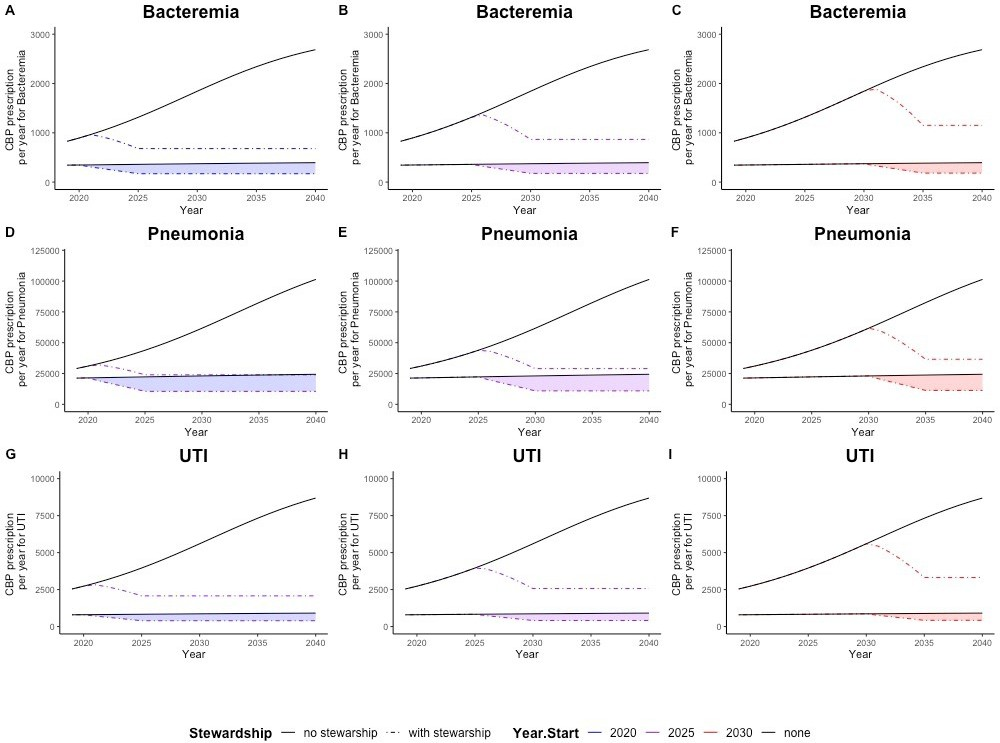 A
Bacteremia
CBP prescription
per year for Bacteremia
3000
2000
1000
0
2020
2025
2030
2035
2040
Year
B
Bacteremia
CBP prescription
per year for Bacteremia
3000
2000
1000
0
2020
2025
2030
2035
2040
Year
C
Bacteremia
CBP prescription
per year for Bacteremia
3000
2000
1000
0
2020
2025
2030
2035
2040
Year
D
Pneumonia
CBP prescription
per year for Pneumonia
125000
100000
75000
50000
25000
0
2020
2025
2030
2035
2040
Year
E
Pneumonia
CBP prescription
per year for Pneumonia
125000
100000
75000
50000
25000
0
2020
2025
2030
2035
2040
Year
F
Pneumonia
CBP prescription
per year for Pneumonia
125000
100000
75000
50000
25000
0
2020
2025
2030
2035
2040
Year
G
UTI
CBP prescription
per year for UTI
10000
7500
5000
2500
0
2020
2025
2030
2035
2040
Year
H
UTI
CBP prescription
per year for UTI
10000
7500
5000
2500
0
2020
2025
2030
2035
2040
Year
I
UTI
CBP prescription
per year for UTI
10000
7500
5000
2500
0
2020
2025
2030
2035
2040
Year
Stewardship no stewarship with stewarship Year.Start 2020 2025 2030 none